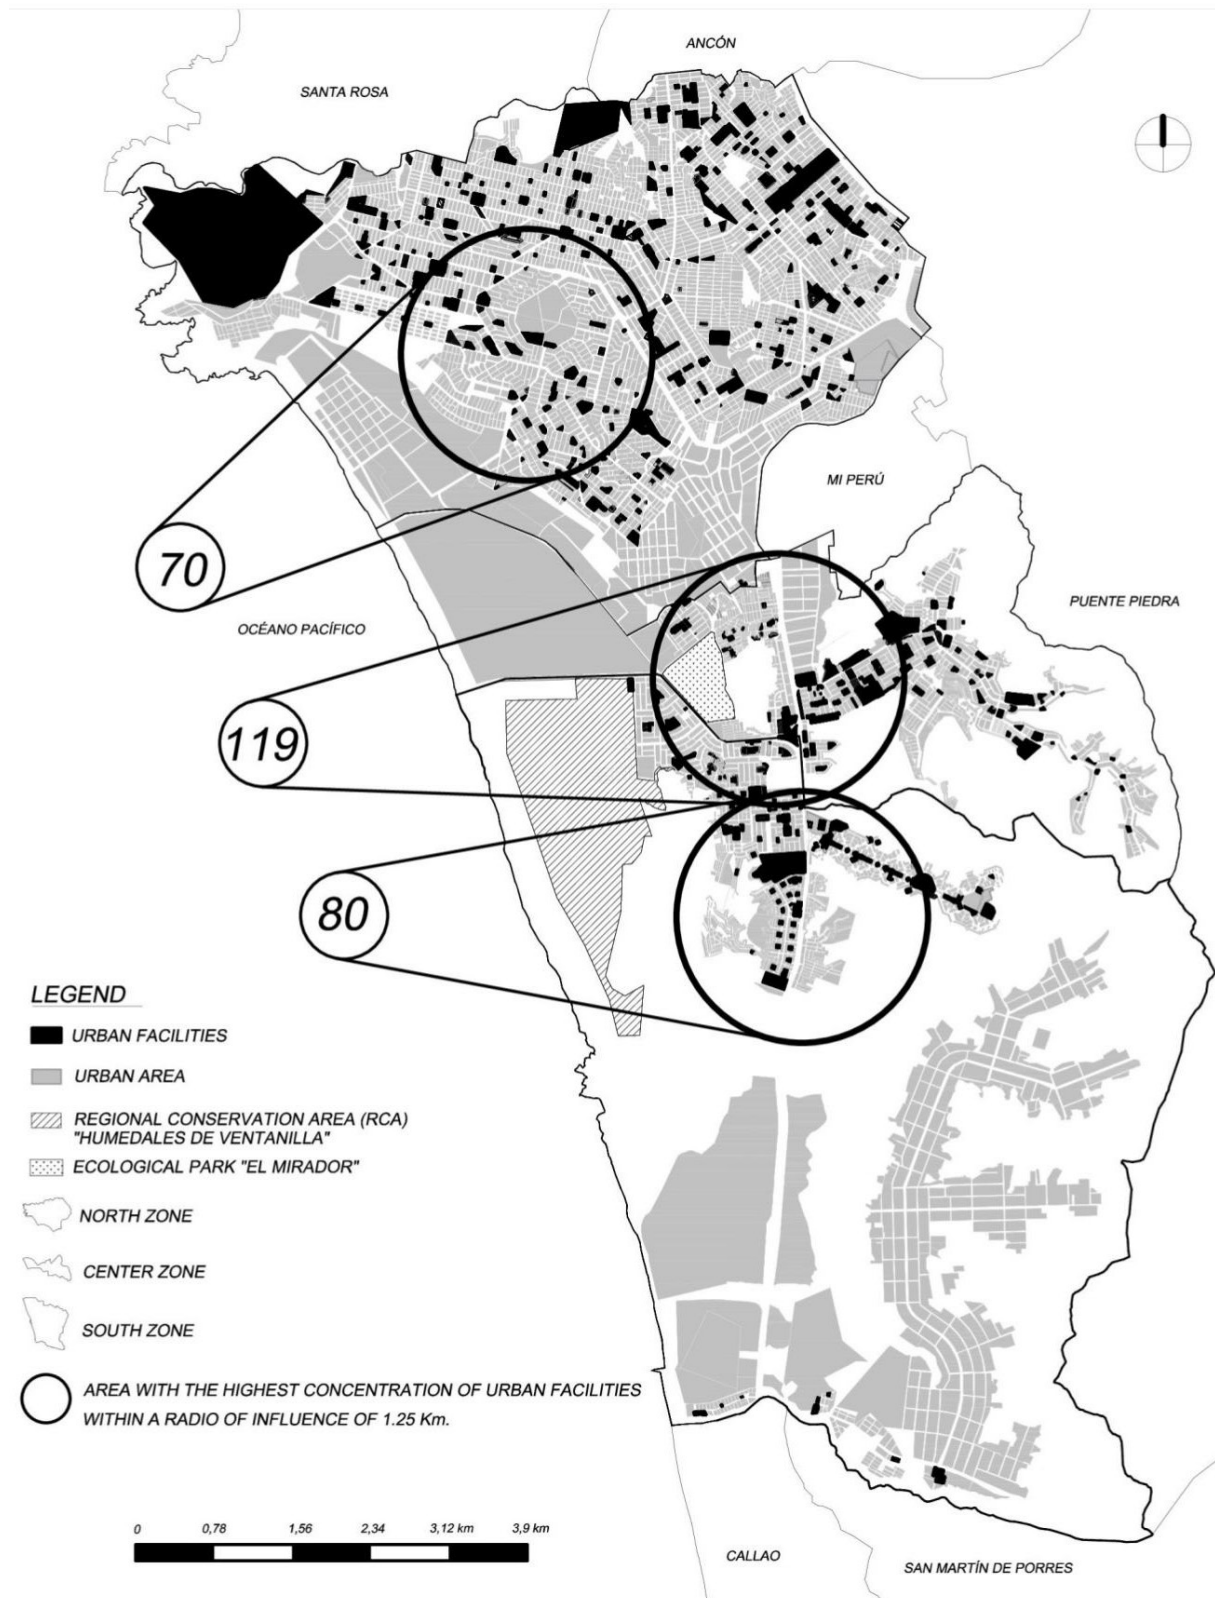 ANCÓN
SANTA ROSA
MI PERÚ
70
PUENTE PIEDRA
OCÉANO PACÍFICO
119
80
LEGEND
URBAN FACILITIES
URBAN AREA
REGIONAL CONSERVATION AREA (RCA)
"HUMEDALES DE VENTANILLA"
ECOLOGICAL PARK "EL MIRADOR"
NORTH ZONE
CENTER ZONE
SOUTH ZONE
AREA WITH THE HIGHEST CONCENTRATION OF URBAN FACILITIES
WITHIN A RADIO OF INFLUENCE OF 1.25 Km.
0 0,78 1,56 2,34 3,12 km 3,9 km
CALLAO
SAN MARTÍN DE PORRES